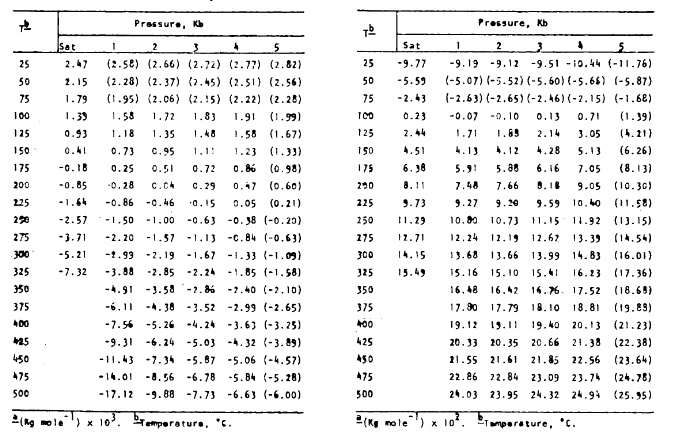 Tb Pressure, Kb
Sat 1 2 3 4 5
25 2.47 (2.58) (2.66) (2.72) (2.77) (2.82)
50 2.15 (2.28) (2.37) (2.45) (2.51) (2.56)
75 1.79 (1.95) (2.06) (2.15) (2.22) (2.28)
100 1.39 1.58 1.72 1.83 1.91 (1.99)
125 0.93 1.18 1.35 1.48 1.58 (1.67)
150 0.41 0.73 0.95 1.11 1.23 (1.33)
175 -0.18 0.25 0.51 0.72 0.86 (0.98)
200 -0.85 -0.28 0.04 0.29 0.47 (0.60)
225 -1.64 -0.86 -0.46 -0.15 0.05 (0.21)
250 -2.57 -1.50 -1.00 -0.63 -0.38 (-0.20)
275 -3.71 -2.20 -1.57 -1.13 -0.84 (-0.63)
300 -5.21 -2.99 -2.19 -1.67 -1.33 (-1.09)
325 -7.32 -3.88 -2.85 -2.24 -1.85 (-1.58)
350 -4.91 -3.58 -2.86 -2.40 (-2.10)
375 -6.11 -4.38 -3.52 -2.99 (-2.65)
400 -7.56 -5.26 -4.24 -3.63 (-3.25)
425 -9.31 -6.24 -5.03 -4.32 (-3.89)
450 -11.43 -7.34 -5.87 -5.06 (-4.57)
475 -14.01 -8.56 -6.78 -5.84 (-5.28)
500 -17.12 -9.88 -7.73 -6.63 (-6.00)
a(Kg mole-1) x 10³. bTemperature, °C.
Tb Pressure, Kb
Sat 1 2 3 4 5
25 -9.77 -9.19 -9.12 -9.51 -10.44 (-11.76)
50 -5.59 (-5.07) (-5.52) (-5.60) (-5.66) (-5.87)
75 -2.43 (-2.63) (-2.65) (-2.46) (-2.15) (-1.68)
100 0.23 -0.07 -0.10 0.13 0.71 (1.39)
125 2.44 1.71 1.83 2.14 3.05 (4.21)
150 4.51 4.13 4.12 4.28 5.13 (6.26)
175 6.38 5.91 5.88 6.16 7.05 (8.13)
200 8.11 7.48 7.66 8.18 9.05 (10.30)
225 9.73 9.27 9.20 9.59 10.40 (11.58)
250 11.29 10.80 10.73 11.15 11.92 (13.15)
275 12.71 12.24 12.19 12.62 13.39 (14.54)
300 14.15 13.68 13.66 13.99 14.83 (16.01)
325 15.49 15.16 15.10 15.41 16.23 (17.36)
350 16.48 16.42 16.76 17.52 (18.68)
375 17.80 17.79 18.10 18.81 (19.88)
400 19.12 19.11 19.40 20.13 (21.23)
425 20.33 20.35 20.66 21.38 (22.38)
450 21.55 21.61 21.85 22.56 (23.64)
475 22.86 22.84 23.09 23.74 (24.78)
500 24.03 23.95 24.32 24.94 (25.95)
a(Kg mole-1) x 10². bTemperature, °C.